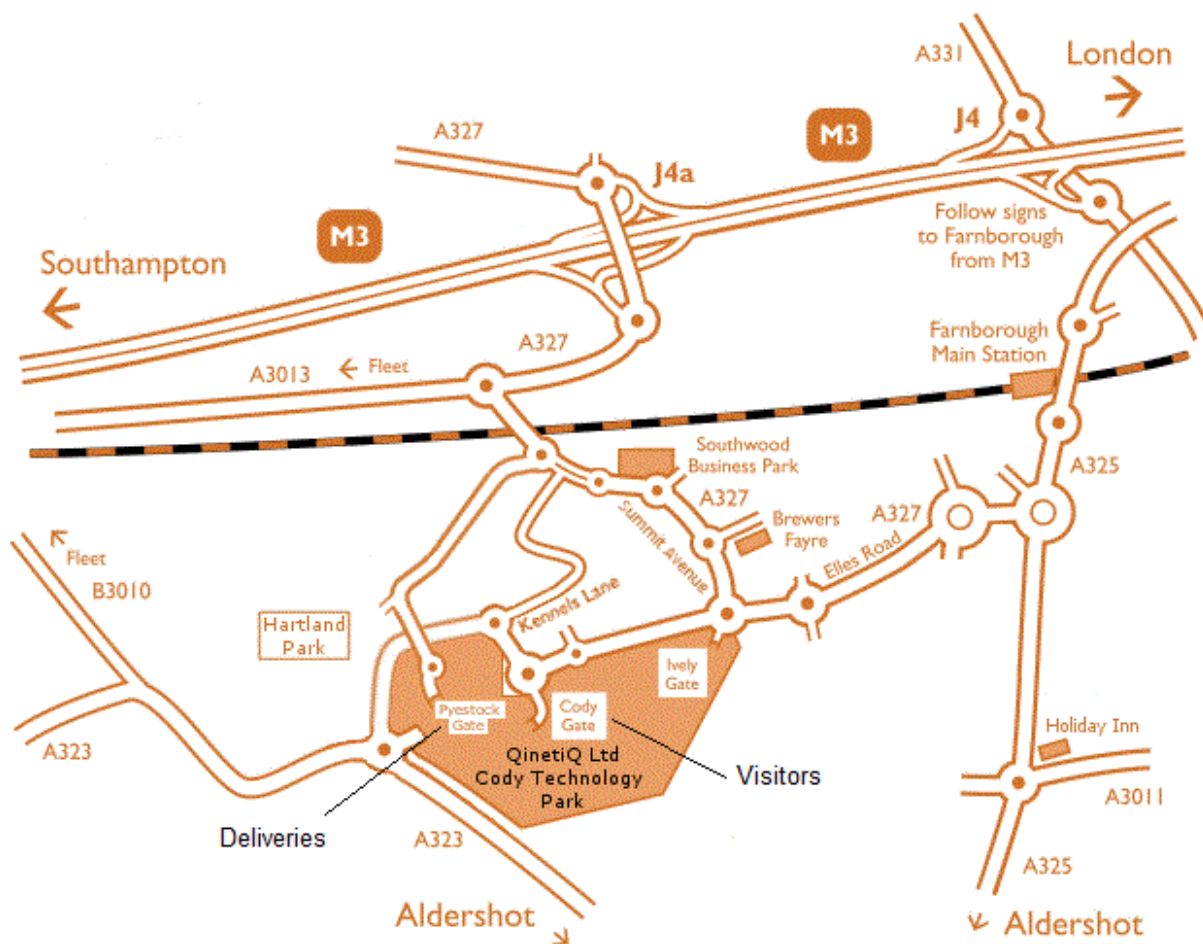 A331
London
J4
M3
A327
J4a
M3
Southampton
Follow signs
to Farnborough
from M3
Farnborough
Main Station
A327
Fleet
A3013
Southwood
Business Park
A325
A327
A327
Brewers
Fayre
Summit Avenue
Elles Road
Fleet
B3010
Kennels Lane
Hartland
Park
Ively
Gate
Pyestock
Gate
Cody
Gate
Holiday Inn
A323
QinetiQ Ltd
Cody Technology
Park
Visitors
A3011
Deliveries
A323
A325
Aldershot
Aldershot